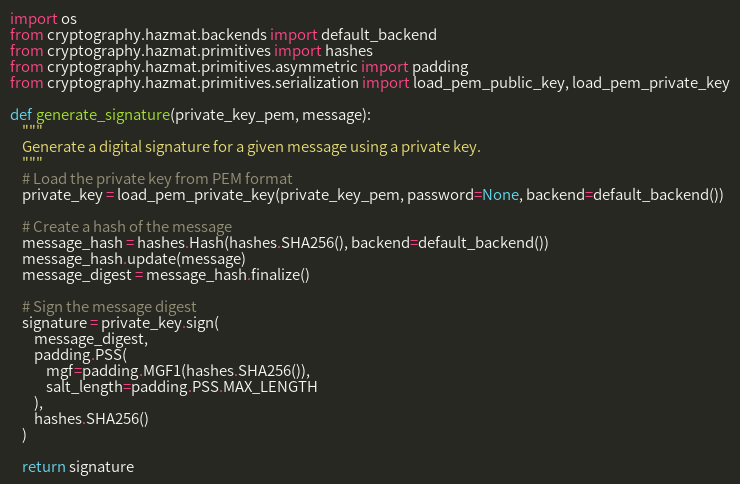 import os
from cryptography.hazmat.backends import default_backend
from cryptography.hazmat.primitives import hashes
from cryptography.hazmat.primitives.asymmetric import padding
from cryptography.hazmat.primitives.serialization import load_pem_public_key, load_pem_private_key

def generate_signature(private_key_pem, message):
    """
    Generate a digital signature for a given message using a private key.
    """
    # Load the private key from PEM format
    private_key = load_pem_private_key(private_key_pem, password=None, backend=default_backend())

    # Create a hash of the message
    message_hash = hashes.Hash(hashes.SHA256(), backend=default_backend())
    message_hash.update(message)
    message_digest = message_hash.finalize()

    # Sign the message digest
    signature = private_key.sign(
        message_digest,
        padding.PSS(
            mgf=padding.MGF1(hashes.SHA256()),
            salt_length=padding.PSS.MAX_LENGTH
        ),
        hashes.SHA256()
    )

    return signature